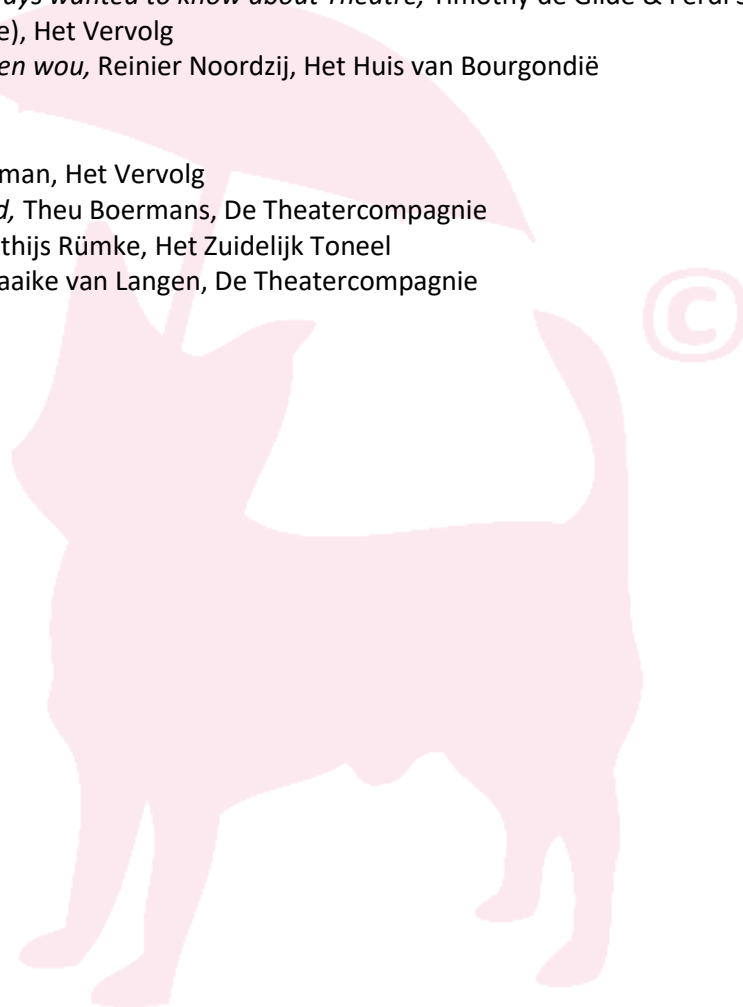 ays wanted to know about Theatre, Timothy de Gilde & Ferdi S
e), Het Vervolg
en wou, Reinier Noordzij, Het Huis van Bourgondië
man, Het Vervolg
d, Theu Boermans, De Theatercompagnie
thijs Rümke, Het Zuidelijk Toneel
aaike van Langen, De Theatercompagnie
©